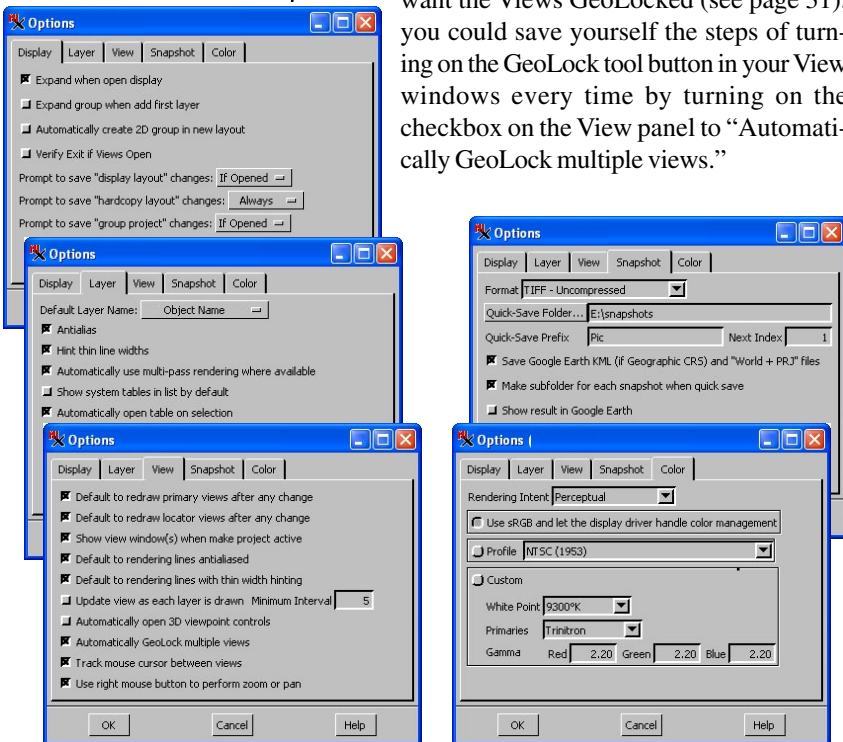 want the Views GeoLocked (see page 31),
you could save yourself the steps of turn-
ing on the GeoLock tool button in your View
windows every time by turning on the
checkbox on the View panel to “Automati-
cally GeoLock multiple views.”
Options
Display Layer View Snapshot Color
Expand when open display
Expand group when add first layer
Automatically create 2D group in new layout
Verify Exit if Views Open
Prompt to save "display layout" changes: If Opened
Prompt to save "hardcopy layout" changes: Always
Prompt to save "group project" changes: If Opened
Options
Display Layer View Snapshot Color
Default Layer Name: Object Name
Antialias
Hint thin line widths
Automatically use multi-pass rendering where available
Show system tables in list by default
Automatically open table on selection
Options
Display Layer View Snapshot Color
Default to redraw primary views after any change
Default to redraw locator views after any change
Show view window(s) when make project active
Default to rendering lines antialiased
Default to rendering lines with thin width hinting
Update view as each layer is drawn Minimum Interval 5
Automatically open 3D viewpoint controls
Automatically GeoLock multiple views
Track mouse cursor between views
Use right mouse button to perform zoom or pan
OK Cancel Help
Options
Display Layer View Snapshot Color
Format TIFF - Uncompressed
Quick-Save Folder... E:\snapshots
Quick-Save Prefix Pic Next Index 1
Save Google Earth KML (if Geographic CRS) and "World + PRJ" files
Make subfolder for each snapshot when quick save
Show result in Google Earth
Options (
Display Layer View Snapshot Color
Rendering Intent Perceptual
Use sRGB and let the display driver handle color management
Profile NTSC (1953)
Custom
White Point 9300°K
Primaries Trinitron
Gamma Red 2.20 Green 2.20 Blue 2.20
OK Cancel Help